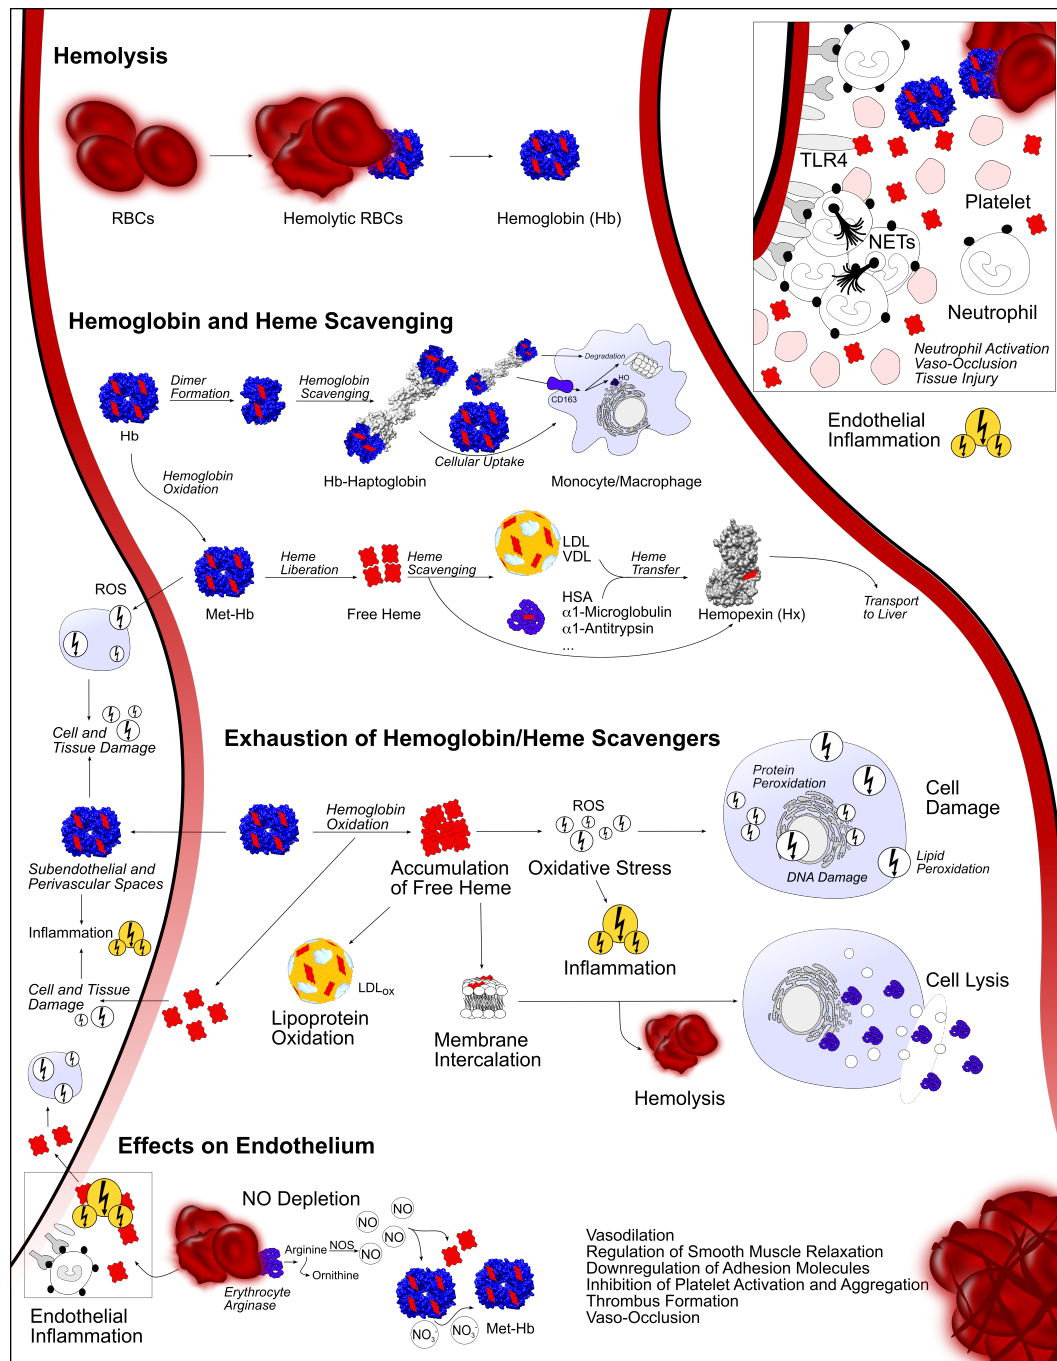 Hemolysis
RBCs
Hemolytic RBCs
Hemoglobin (Hb)
TLR4
Platelet
NETs
Neutrophil
Neutrophil Activation
Vaso-Occlusion
Tissue Injury
Endothelial
Inflammation
Hemoglobin and Heme Scavenging
Hb
Dimer
Formation
Hemoglobin
Scavenging
Hb-Haptoglobin
Degradation
HO
CD163
Cellular Uptake
Monocyte/Macrophage
Hemoglobin
Oxidation
ROS
Met-Hb
Heme
Liberation
Free Heme
Heme
Scavenging
LDL
VDL
HSA
α1-Microglobulin
α1-Antitrypsin
...
Heme
Transfer
Hemopexin (Hx)
Transport
to Liver
Cell and
Tissue Damage
Exhaustion of Hemoglobin/Heme Scavengers
Subendothelial and
Perivascular Spaces
Inflammation
Cell and Tissue
Damage
Hemoglobin
Oxidation
Accumulation
of Free Heme
ROS
Oxidative Stress
Inflammation
Protein
Peroxidation
DNA Damage
Cell
Damage
Lipid
Peroxidation
LDLox
Lipoprotein
Oxidation
Membrane
Intercalation
Hemolysis
Cell Lysis
Effects on Endothelium
Endothelial
Inflammation
NO Depletion
Erythrocyte
Arginase
Arginine
NOS
Ornithine
NO
NO
NO
NO
NO3-
NO3-
Met-Hb
Vasodilation
Regulation of Smooth Muscle Relaxation
Downregulation of Adhesion Molecules
Inhibition of Platelet Activation and Aggregation
Thrombus Formation
Vaso-Occlusion